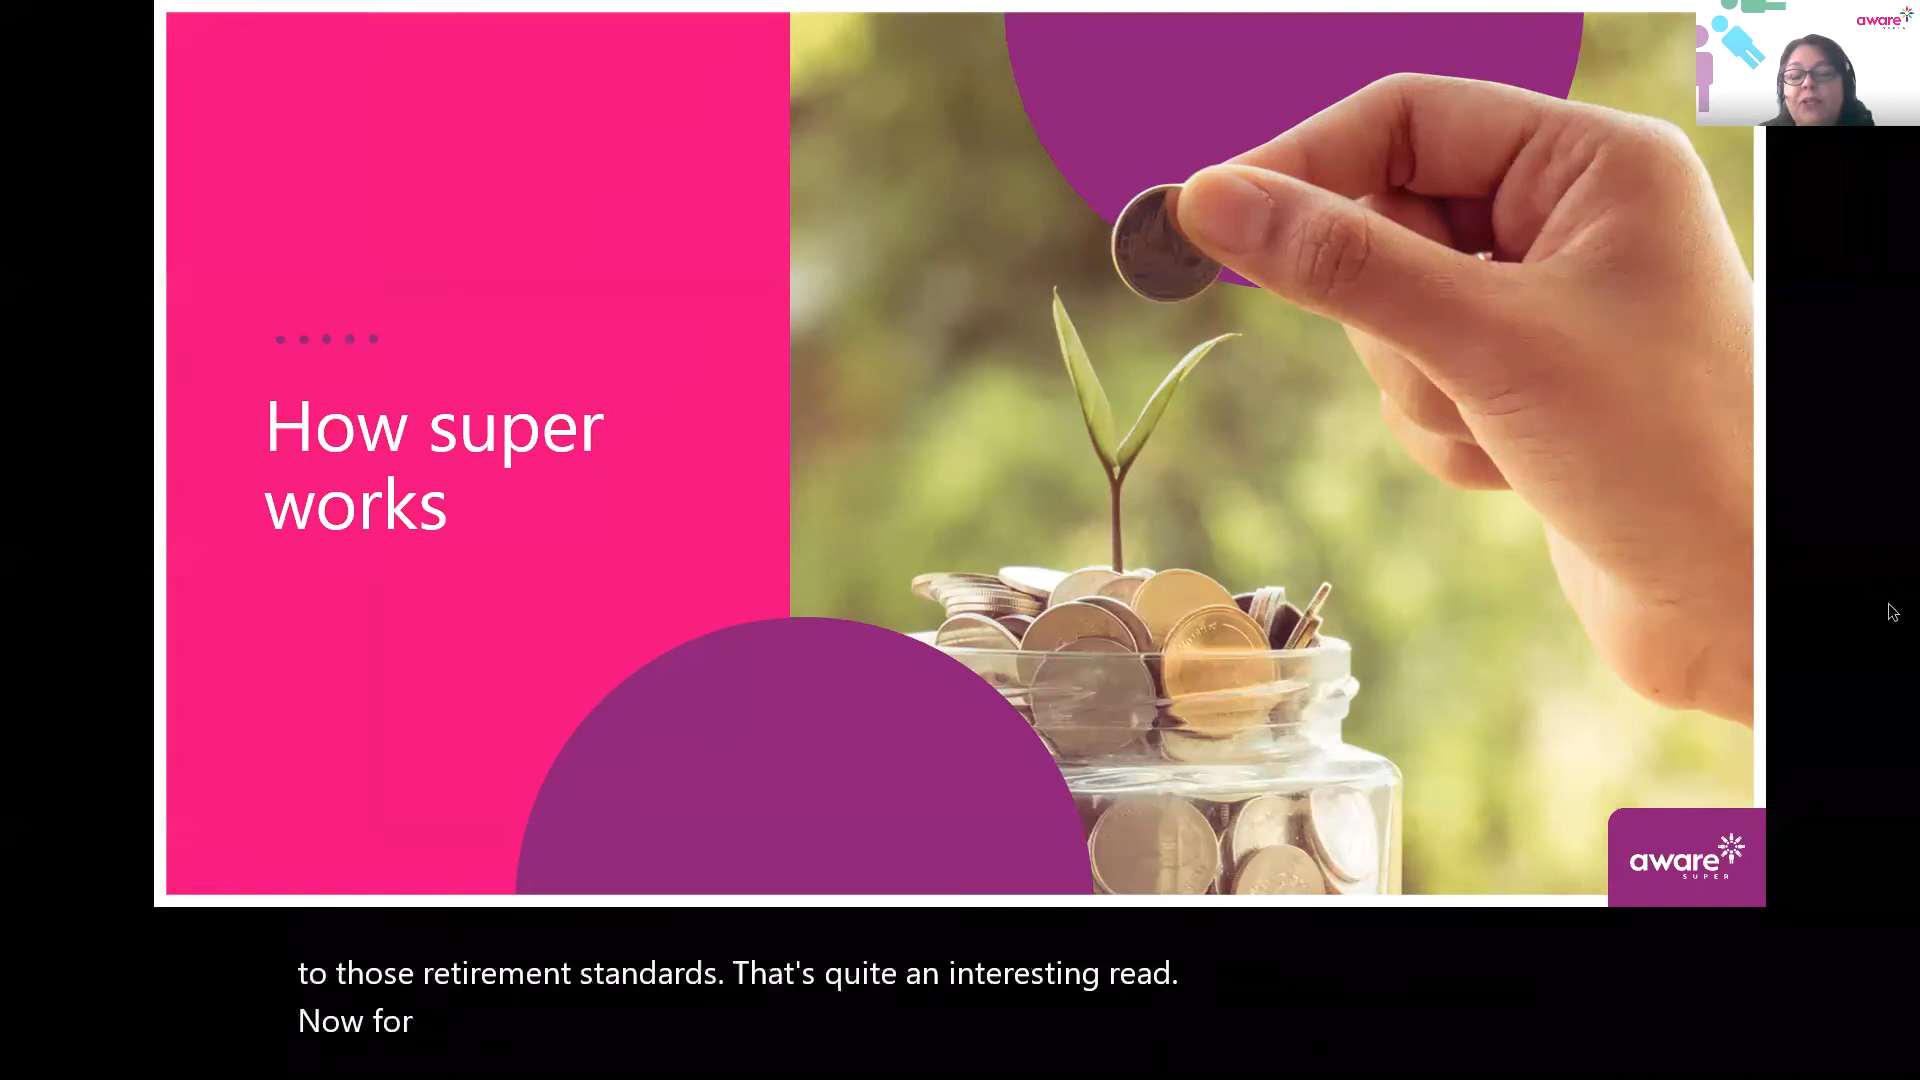 aware
How super
works
aware
SUPER
to those retirement standards. That's quite an interesting read.
Now for